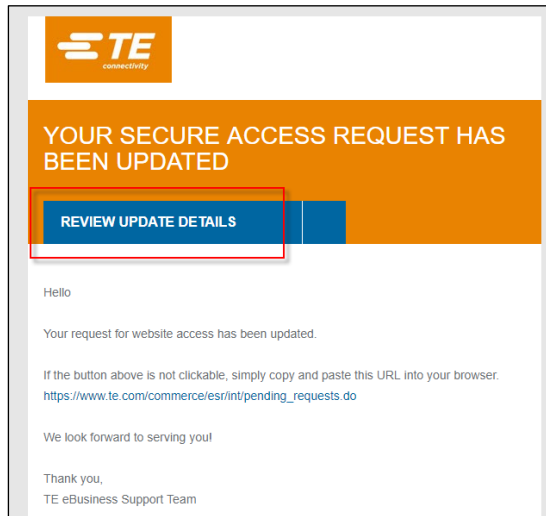 TE
connectivity
YOUR SECURE ACCESS REQUEST HAS
BEEN UPDATED
REVIEW UPDATE DETAILS
Hello
Your request for website access has been updated.
If the button above is not clickable, simply copy and paste this URL into your browser.
https://www.te.com/commerce/esr/int/pending_requests.do
We look forward to serving you!
Thank you,
TE eBusiness Support Team